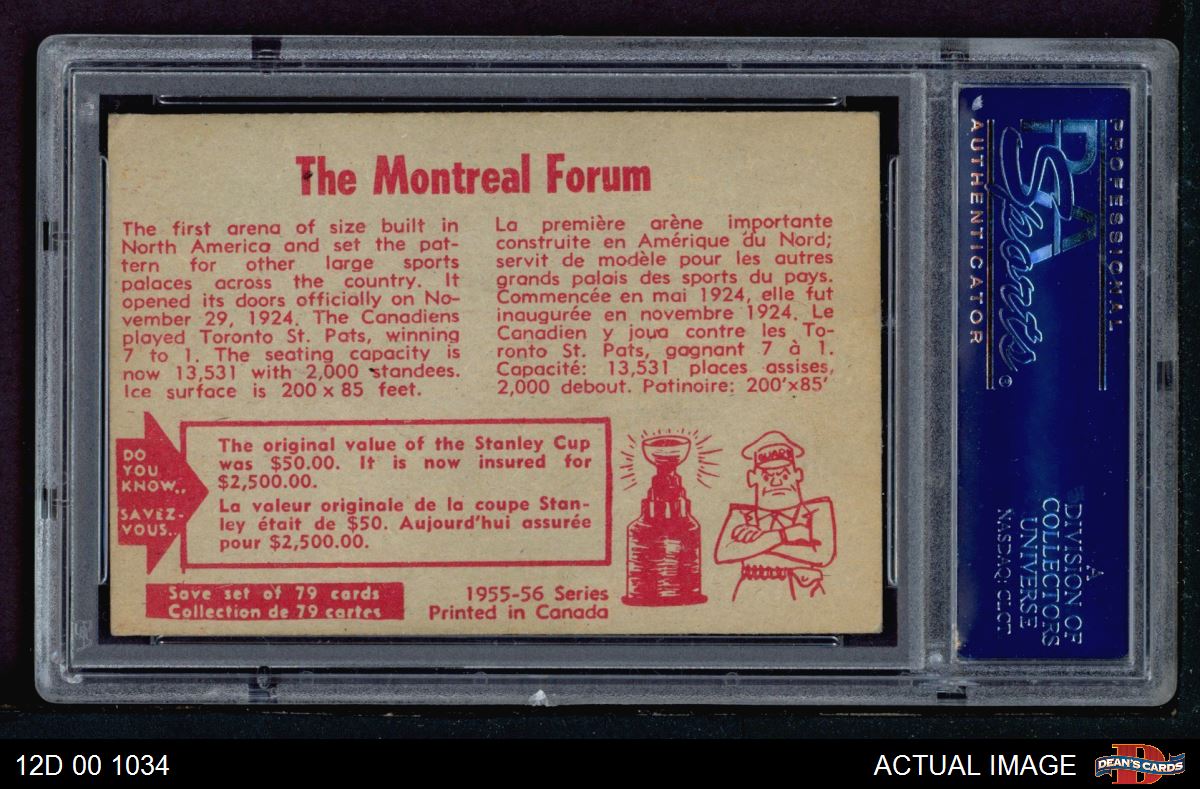 The Montreal Forum
The first arena of size built in
North America and set the pat-
tern for other large sports
palaces across the country. It
opened its doors officially on No-
vember 29, 1924. The Canadiens
played Toronto St. Pats, winning
7 to 1. The seating capacity is
now 13,531 with 2,000 standees.
Ice surface is 200 x 85 feet.
La première arène importante
construite en Amérique du Nord;
servit de modèle pour les autres
grands palais des sports du pays.
Commencée en mai 1924, elle fut
inaugurée en novembre 1924. Le
Canadien y joua contre les To-
ronto St. Pats, gagnant 7 à 1.
Capacité: 13,531 places assises,
2,000 debout. Patinoire: 200'x85'
DO
YOU
KNOW..
SAVEZ-
VOUS..
The original value of the Stanley Cup
was $50.00. It is now insured for
$2,500.00.
La valeur originale de la coupe Stan-
ley était de $50. Aujourd'hui assurée
pour $2,500.00.
GUARD
Save set of 79 cards
Collection de 79 cartes
1955-56 Series
Printed in Canada
PROFESSIONAL
PSA
Sports®
AUTHENTICATOR
A
DIVISION OF
COLLECTORS
UNIVERSE
NASDAQ: CLCT
12D 00 1034
ACTUAL IMAGE
D
DEAN'S CARDS